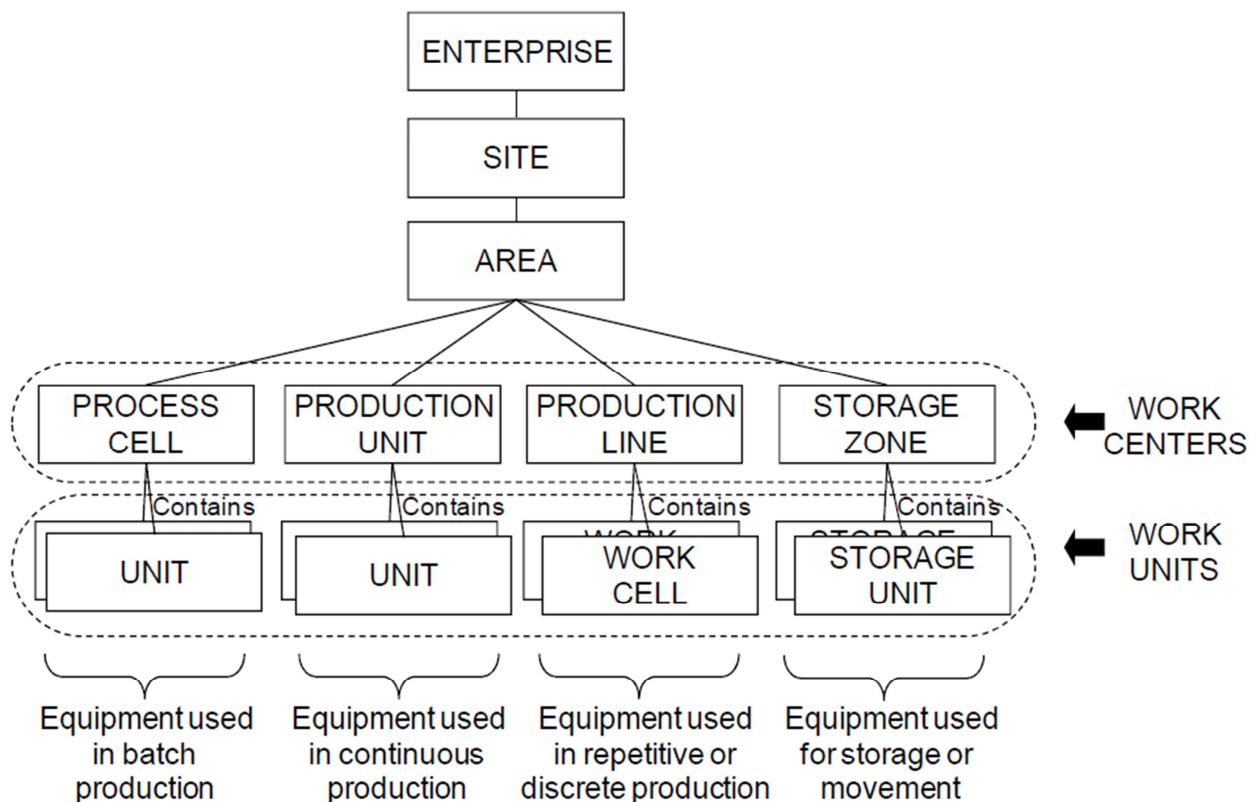 ENTERPRISE
SITE
AREA
PROCESS
CELL
PRODUCTION
UNIT
PRODUCTION
LINE
STORAGE
ZONE
WORK
CENTERS
Contains
Contains
Contains
Contains
UNIT
UNIT
WORK
WORK
CELL
STORAGE
STORAGE
UNIT
WORK
UNITS
Equipment used
in batch
production
Equipment used
in continuous
production
Equipment used
in repetitive or
discrete production
Equipment used
for storage or
movement